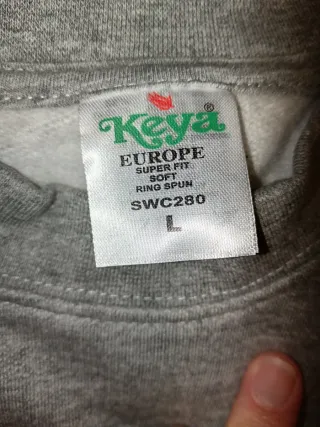 Keya®
EUROPE
SUPER FIT
SOFT
RING SPUN
SWC280
L